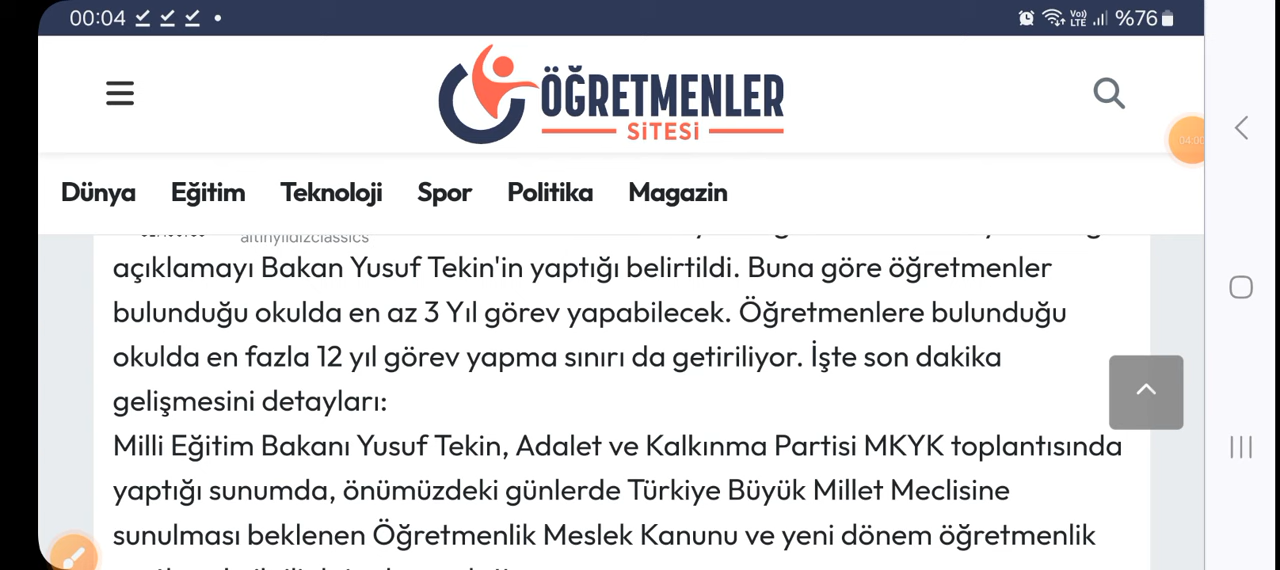 00:04 %76
Vo) LTE
ÖĞRETMENLER
SİTESİ
04:00
Dünya Eğitim Teknoloji Spor Politika Magazin
altinyildizclassics
açıklamayı Bakan Yusuf Tekin'in yaptığı belirtildi. Buna göre öğretmenler
bulunduğu okulda en az 3 Yıl görev yapabilecek. Öğretmenlere bulunduğu
okulda en fazla 12 yıl görev yapma sınırı da getiriliyor. İşte son dakika
gelişmesini detayları:
Milli Eğitim Bakanı Yusuf Tekin, Adalet ve Kalkınma Partisi MKYK toplantısında
yaptığı sunumda, önümüzdeki günlerde Türkiye Büyük Millet Meclisine
sunulması beklenen Öğretmenlik Meslek Kanunu ve yeni dönem öğretmenlik